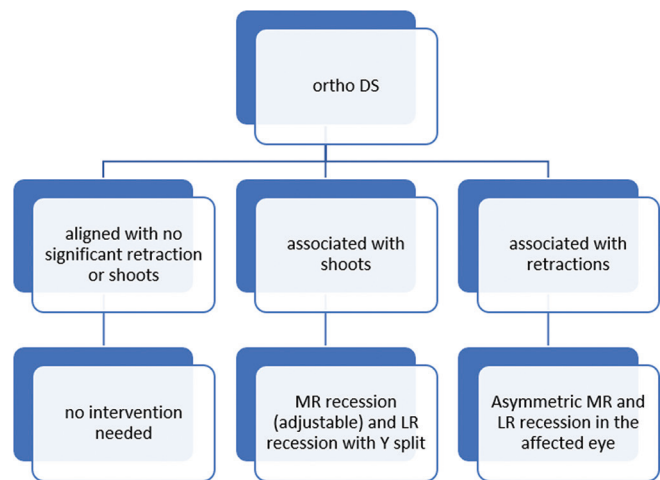 ortho DS
aligned with no
significant retraction
or shoots
associated with
shoots
associated with
retractions
no intervention
needed
MR recession
(adjustable) and LR
recession with Y split
Asymmetric MR and
LR recession in the
affected eye